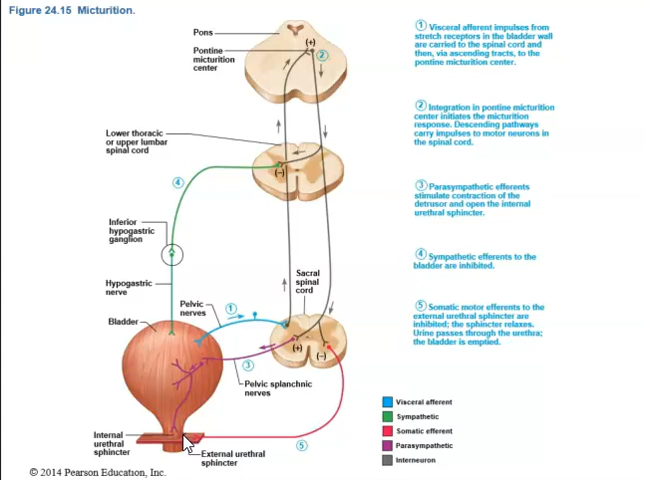 Figure 24.15 Micturition.
Pons
Pontine
micturition
center
(+)
2
Lower thoracic
or upper lumbar
spinal cord
(–)
4
Inferior
hypogastric
ganglion
Hypogastric
nerve
Sacral
spinal
cord
Pelvic
nerves
1
Bladder
(+)
(–)
3
Pelvic splanchnic
nerves
Internal
urethral
sphincter
External urethral
sphincter
5
1 Visceral afferent impulses from
stretch receptors in the bladder wall
are carried to the spinal cord and
then, via ascending tracts, to the
pontine micturition center.
2 Integration in pontine micturition
center initiates the micturition
response. Descending pathways
carry impulses to motor neurons in
the spinal cord.
3 Parasympathetic efferents
stimulate contraction of the
detrusor and open the internal
urethral sphincter.
4 Sympathetic efferents to the
bladder are inhibited.
5 Somatic motor efferents to the
external urethral sphincter are
inhibited; the sphincter relaxes.
Urine passes through the urethra;
the bladder is emptied.
Visceral afferent
Sympathetic
Somatic efferent
Parasympathetic
Interneuron
© 2014 Pearson Education, Inc.